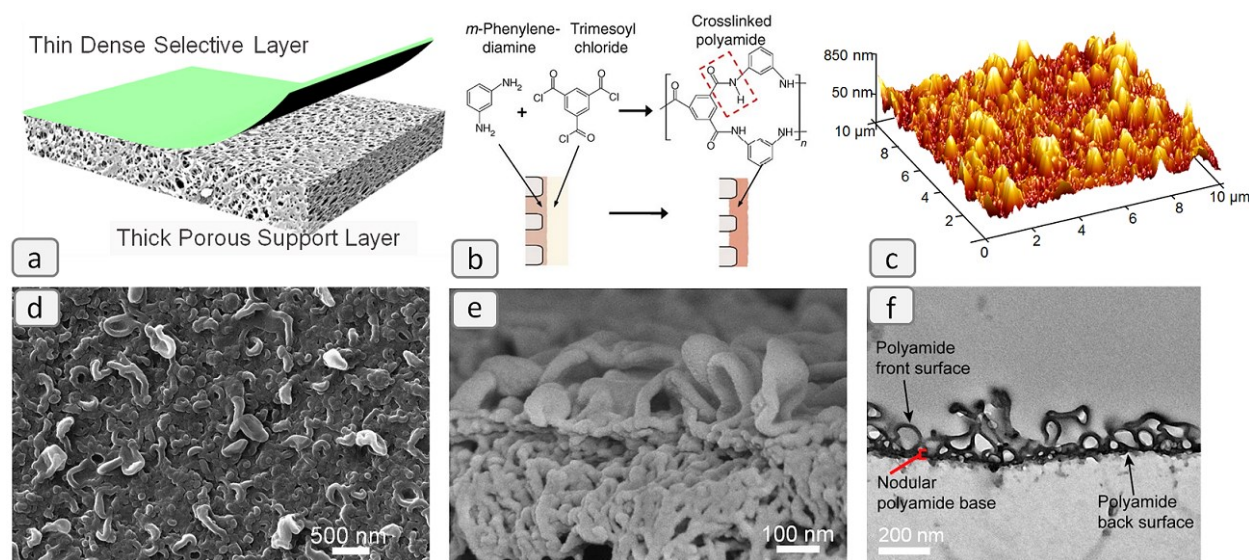 Thin Dense Selective Layer
Thick Porous Support Layer
a
m-Phenylene-
diamine
Trimesoyl
chloride
Crosslinked
polyamide
NH2
NH2
+
O
Cl
O
Cl
Cl
O
O
O
N
H
NH
O
NH
NH
n
b
850 nm
50 nm
10 µm
8
6
4
2
0
2
4
6
8
10 µm
c
d
500 nm
e
100 nm
f
Polyamide
front surface
Nodular
polyamide base
Polyamide
back surface
200 nm